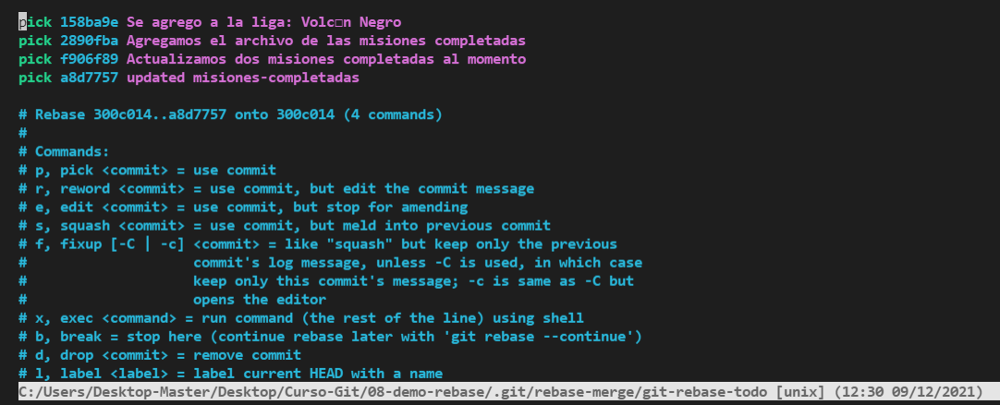 pick 158ba9e Se agrego a la liga: Volc□n Negro
pick 2890fba Agregamos el archivo de las misiones completadas
pick f906f89 Actualizamos dos misiones completadas al momento
pick a8d7757 updated misiones-completadas
# Rebase 300c014..a8d7757 onto 300c014 (4 commands)
#
# Commands:
# p, pick <commit> = use commit
# r, reword <commit> = use commit, but edit the commit message
# e, edit <commit> = use commit, but stop for amending
# s, squash <commit> = use commit, but meld into previous commit
# f, fixup [-C | -c] <commit> = like "squash" but keep only the previous
#                    commit's log message, unless -C is used, in which case
#                    keep only this commit's message; -c is same as -C but
#                    opens the editor
# x, exec <command> = run command (the rest of the line) using shell
# b, break = stop here (continue rebase later with 'git rebase --continue')
# d, drop <commit> = remove commit
# l, label <label> = label current HEAD with a name
C:/Users/Desktop-Master/Desktop/Curso-Git/08-demo-rebase/.git/rebase-merge/git-rebase-todo [unix] (12:30 09/12/2021)